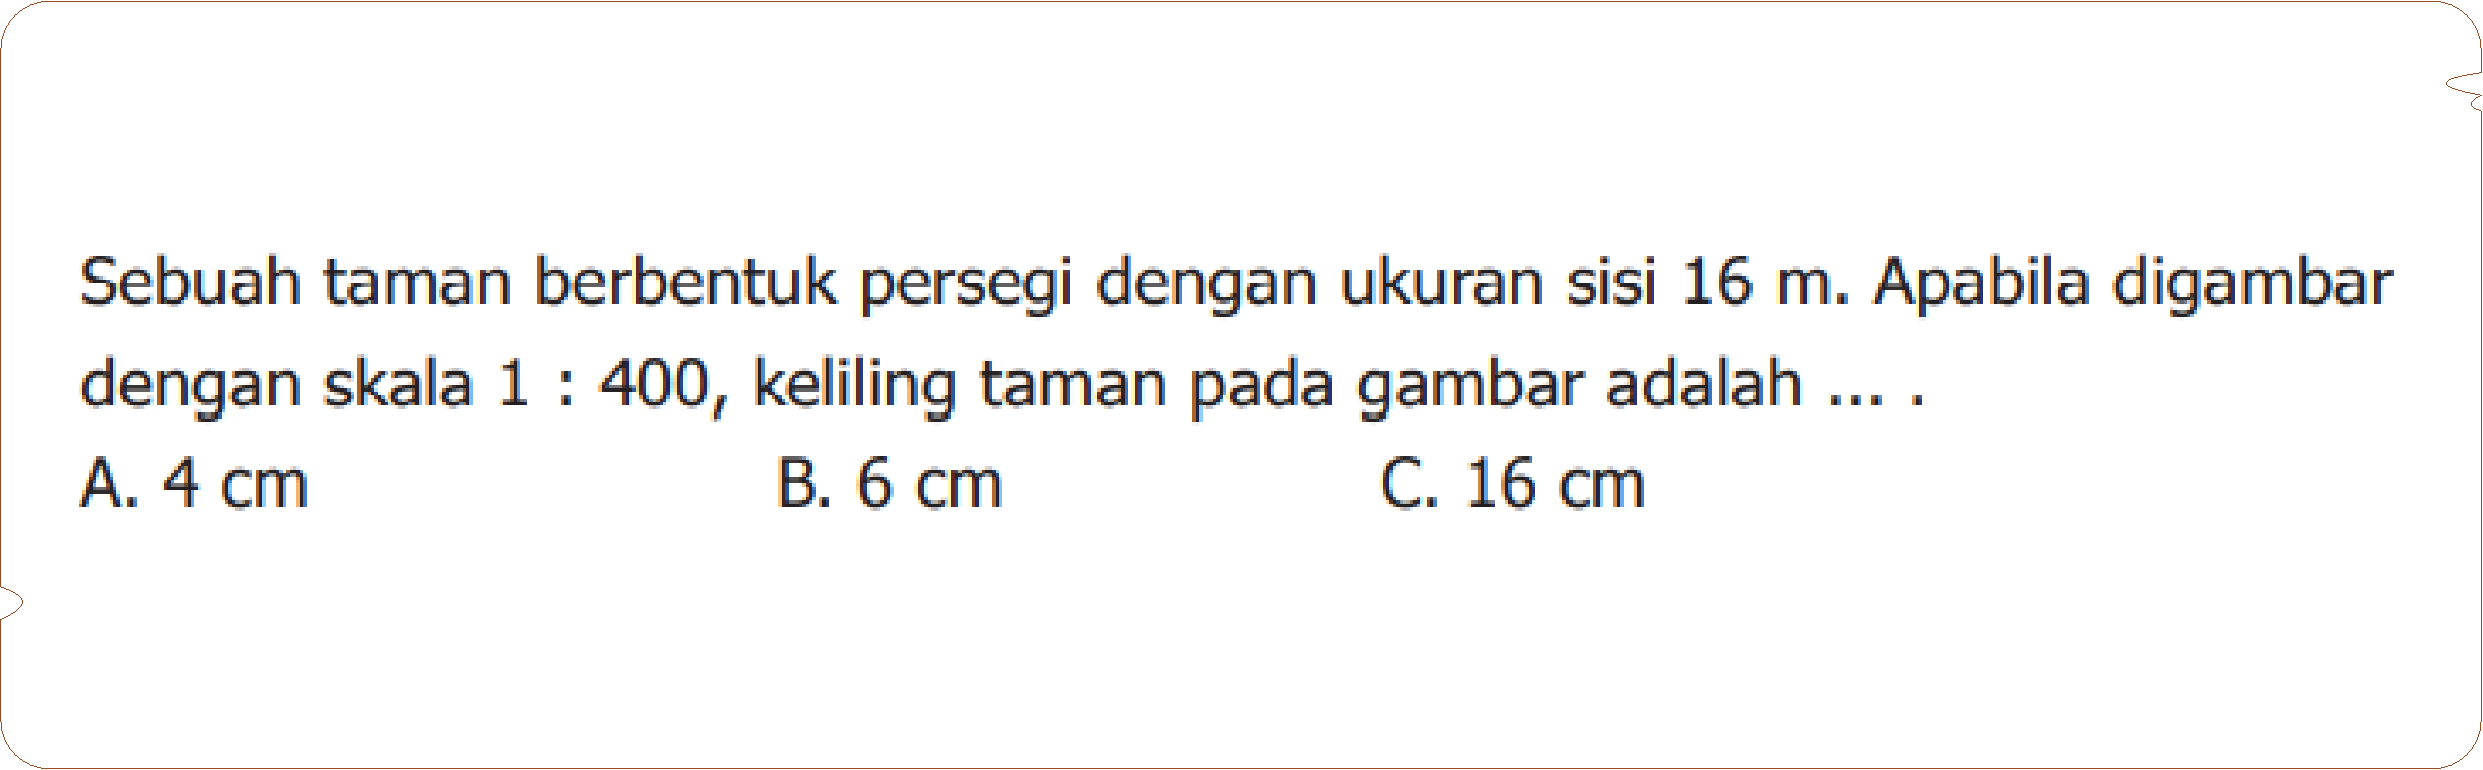 Sebuah taman berbentuk persegi dengan ukuran sisi 16 m. Apabila digambar
dengan skala 1 : 400, keliling taman pada gambar adalah ... .
A. 4 cm B. 6 cm C. 16 cm